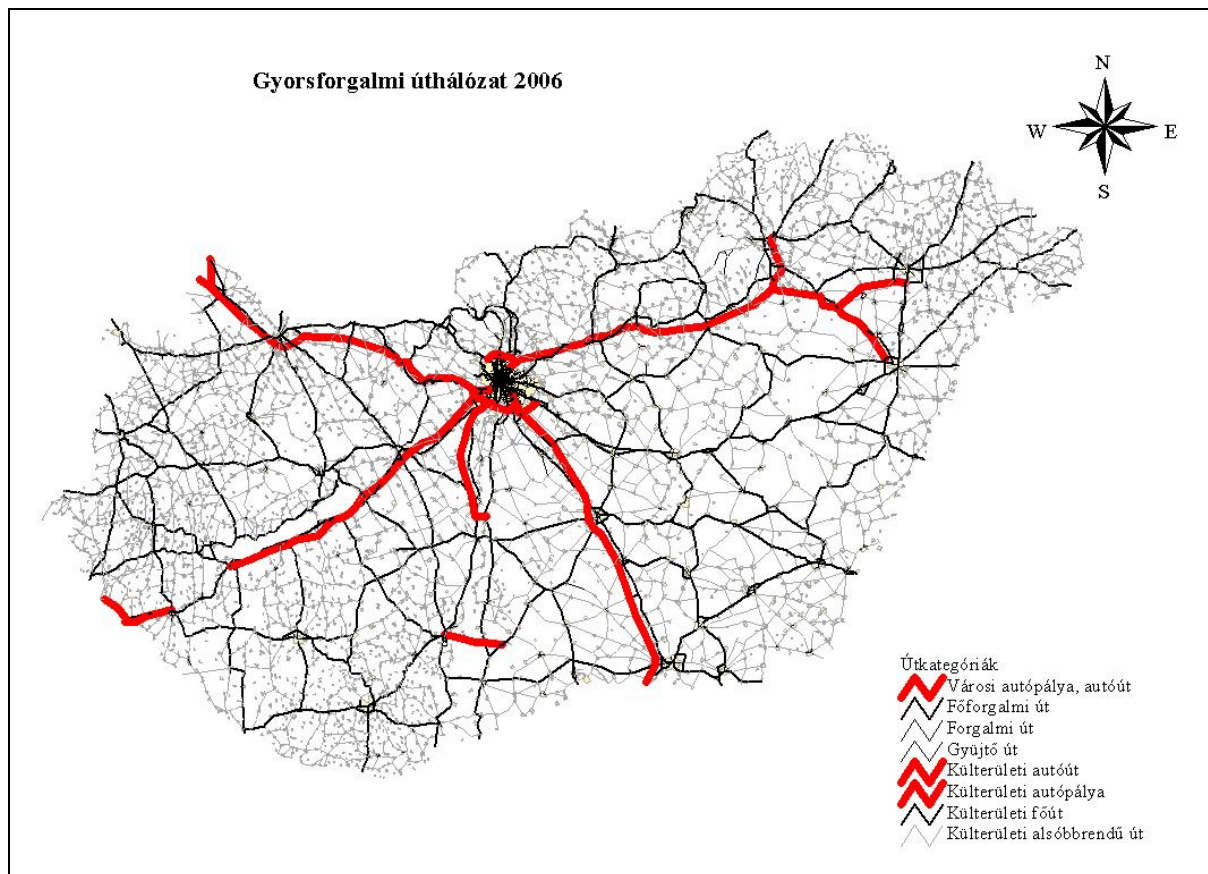 Gyorsforgalmi úthálózat 2006
N
W
E
S
Útkategóriák
Városi autópálya, autóút
Főforgalmi út
Forgalmi út
Gyüjtő út
Külterületi autóút
Külterületi autópálya
Külterületi főút
Külterületi alsóbbrendű út